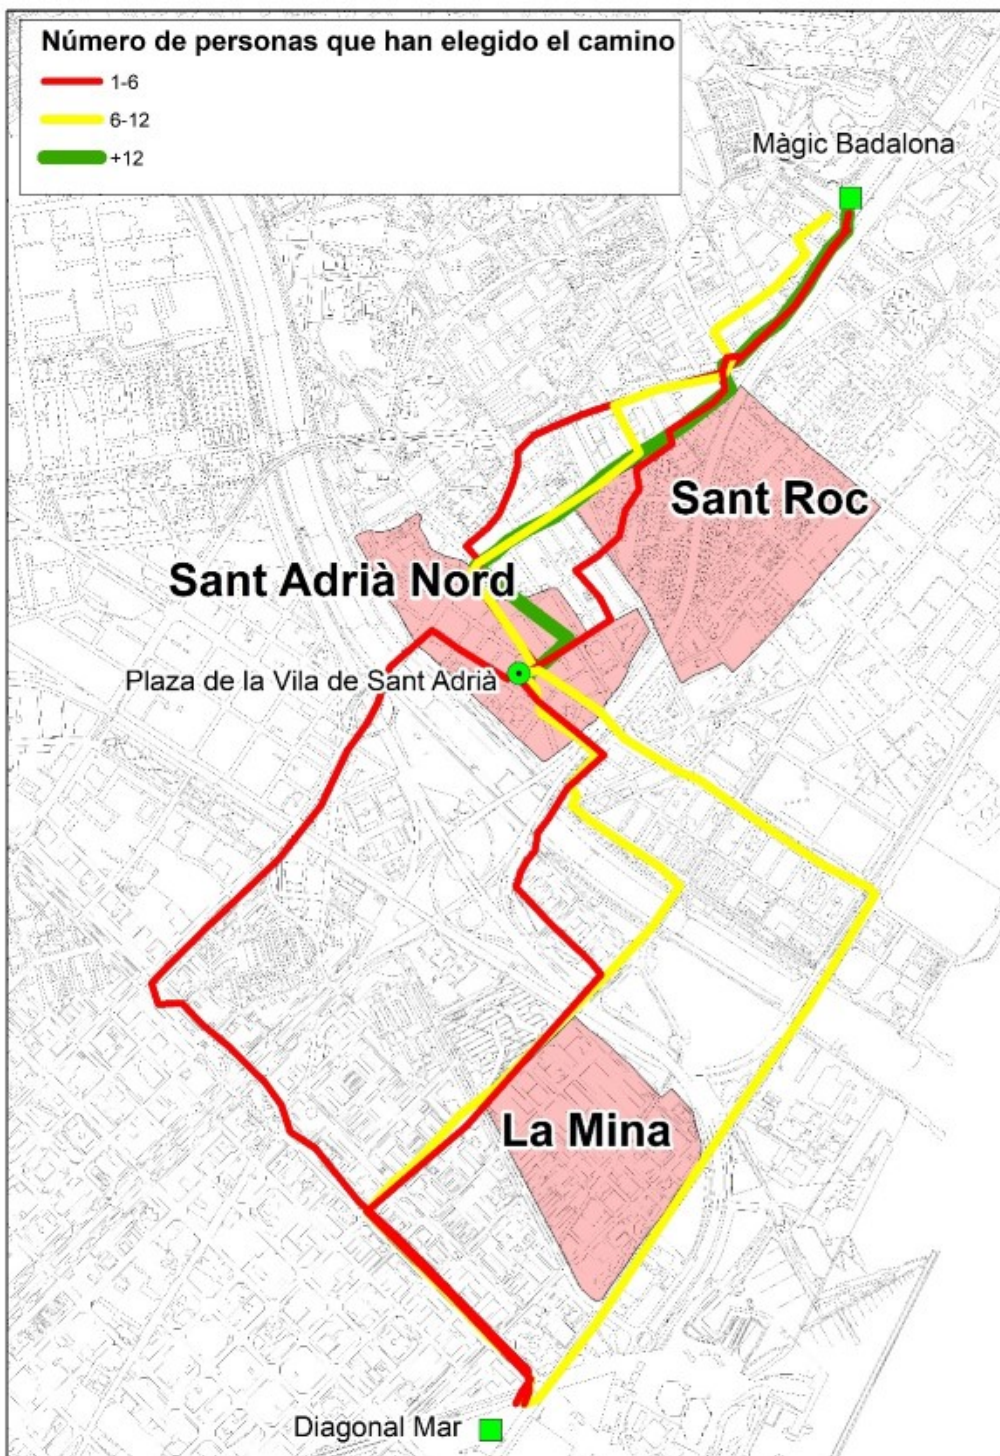 Número de personas que han elegido el camino
1-6
6-12
+12
Màgic Badalona
Sant Roc
Sant Adrià Nord
Plaza de la Vila de Sant Adrià
La Mina
Diagonal Mar